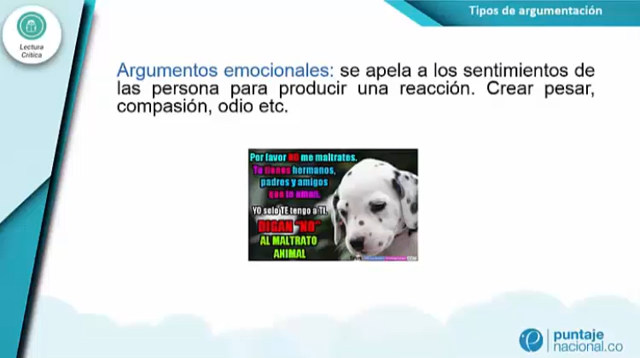 Tipos de argumentación
Lectura
Crítica
Argumentos emocionales: se apela a los sentimientos de
las persona para producir una reacción. Crear pesar,
compasión, odio etc.
Por favor NO me maltrates.
Tu tienes hermanos,
padres y amigos
que te aman.
YO solo TE tengo a TI.
DIGAN "NO"
AL MALTRATO
ANIMAL
puntaje
nacional.co